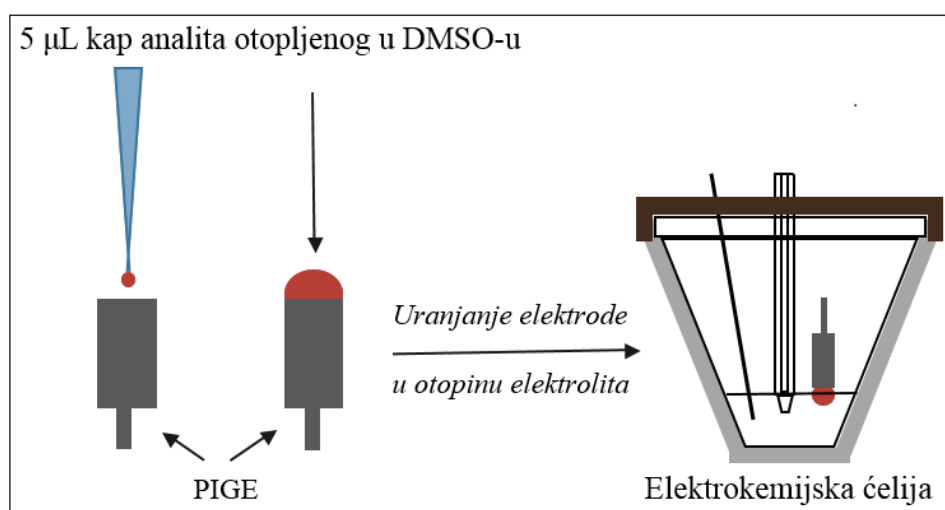 5 μL kap analita otopljenog u DMSO-u
Uranjanje elektrode
u otopinu elektrolita
PIGE
Elektrokemijska ćelija